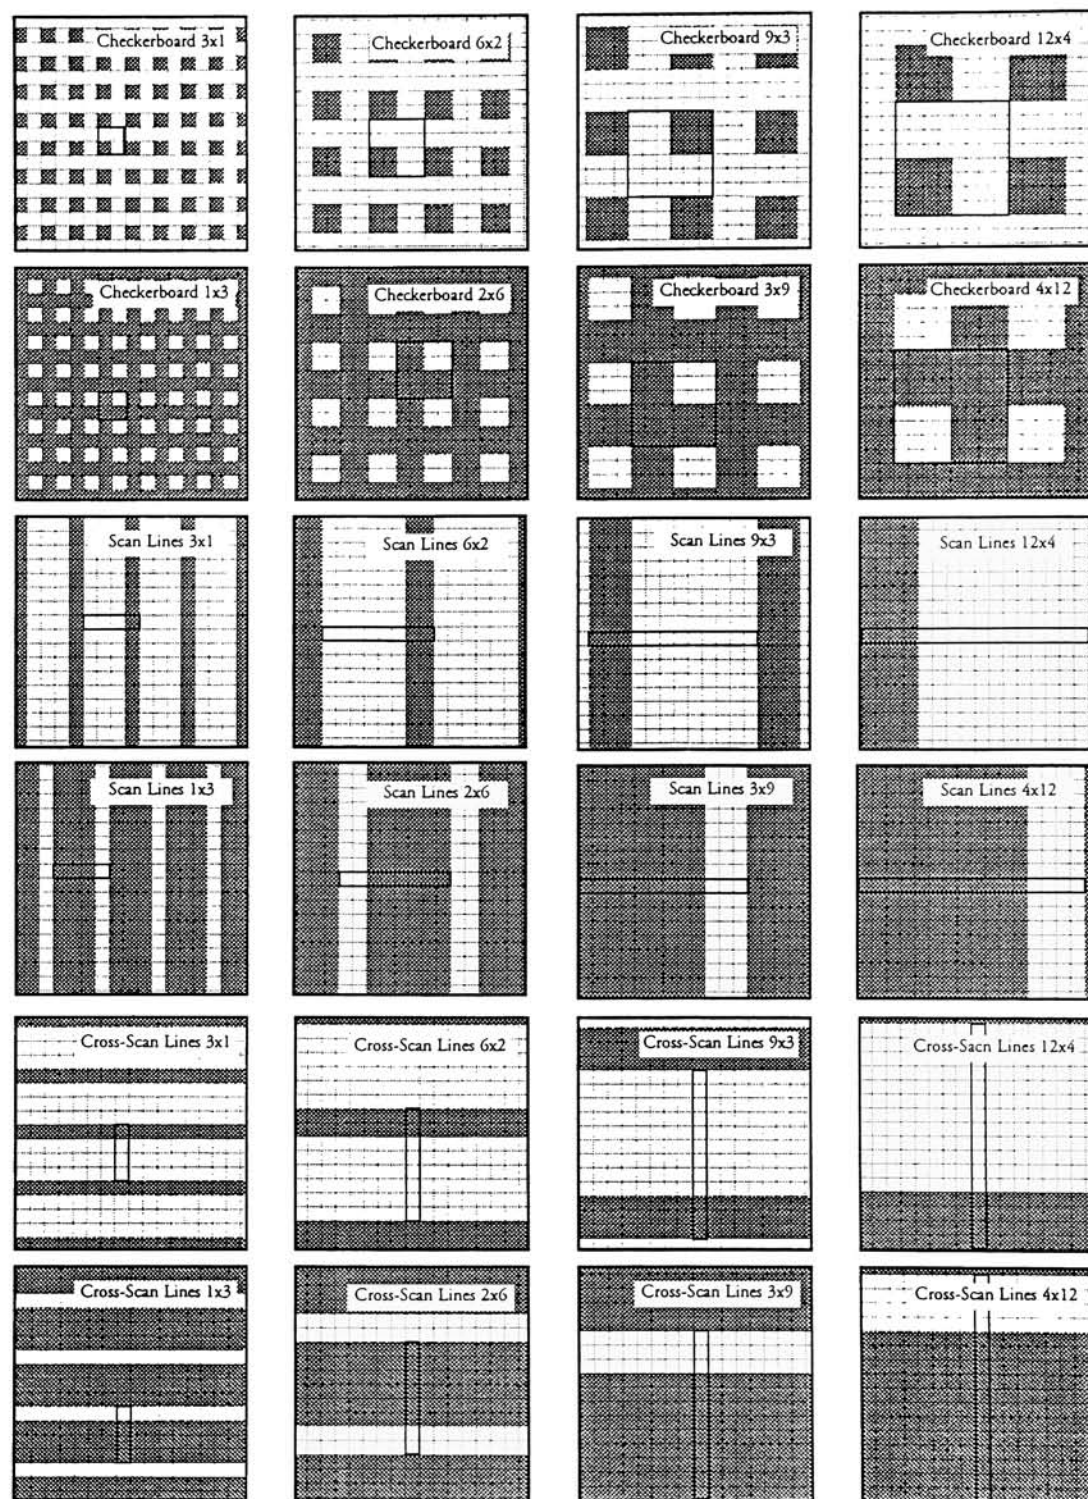 Checkerboard 3x1
Checkerboard 6x2
Checkerboard 9x3
Checkerboard 12x4
Checkerboard 1x3
Checkerboard 2x6
Checkerboard 3x9
Checkerboard 4x12
Scan Lines 3x1
Scan Lines 6x2
Scan Lines 9x3
Scan Lines 12x4
Scan Lines 1x3
Scan Lines 2x6
Scan Lines 3x9
Scan Lines 4x12
Cross-Scan Lines 3x1
Cross-Scan Lines 6x2
Cross-Scan Lines 9x3
Cross-Sacn Lines 12x4
Cross-Scan Lines 1x3
Cross-Scan Lines 2x6
Cross-Scan Lines 3x9
Cross-Scan Lines 4x12